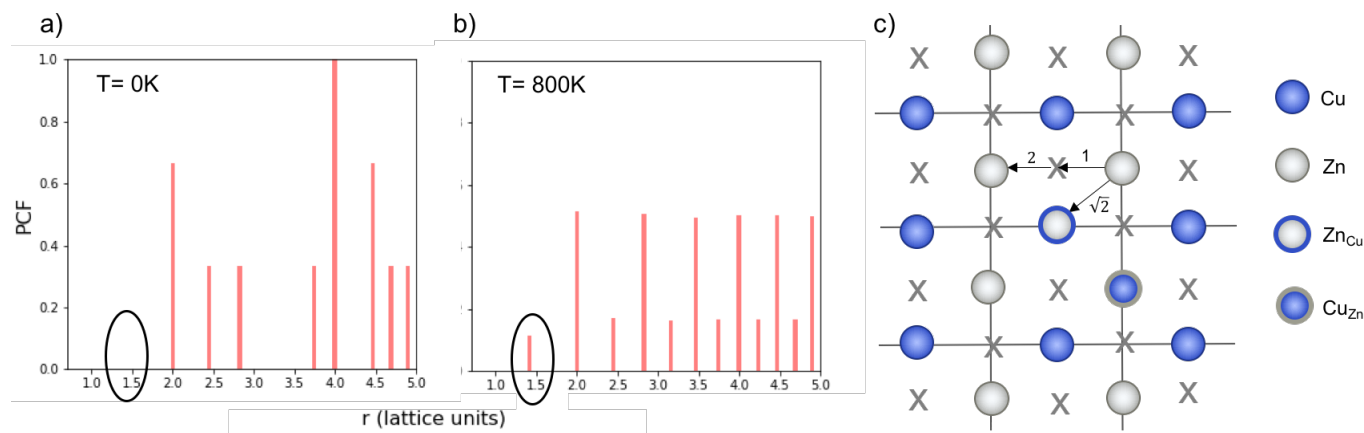 a)
T= 0K
PCF
1.0
0.8
0.6
0.4
0.2
0.0
1.0 1.5 2.0 2.5 3.0 3.5 4.0 4.5 5.0
b)
T= 800K
1.0 1.5 2.0 2.5 3.0 3.5 4.0 4.5 5.0
r (lattice units)
c)
X X X
X X
2 1
X X X
√2
X X
X X X
X X
X X X
Cu
Zn
ZnCu
CuZn